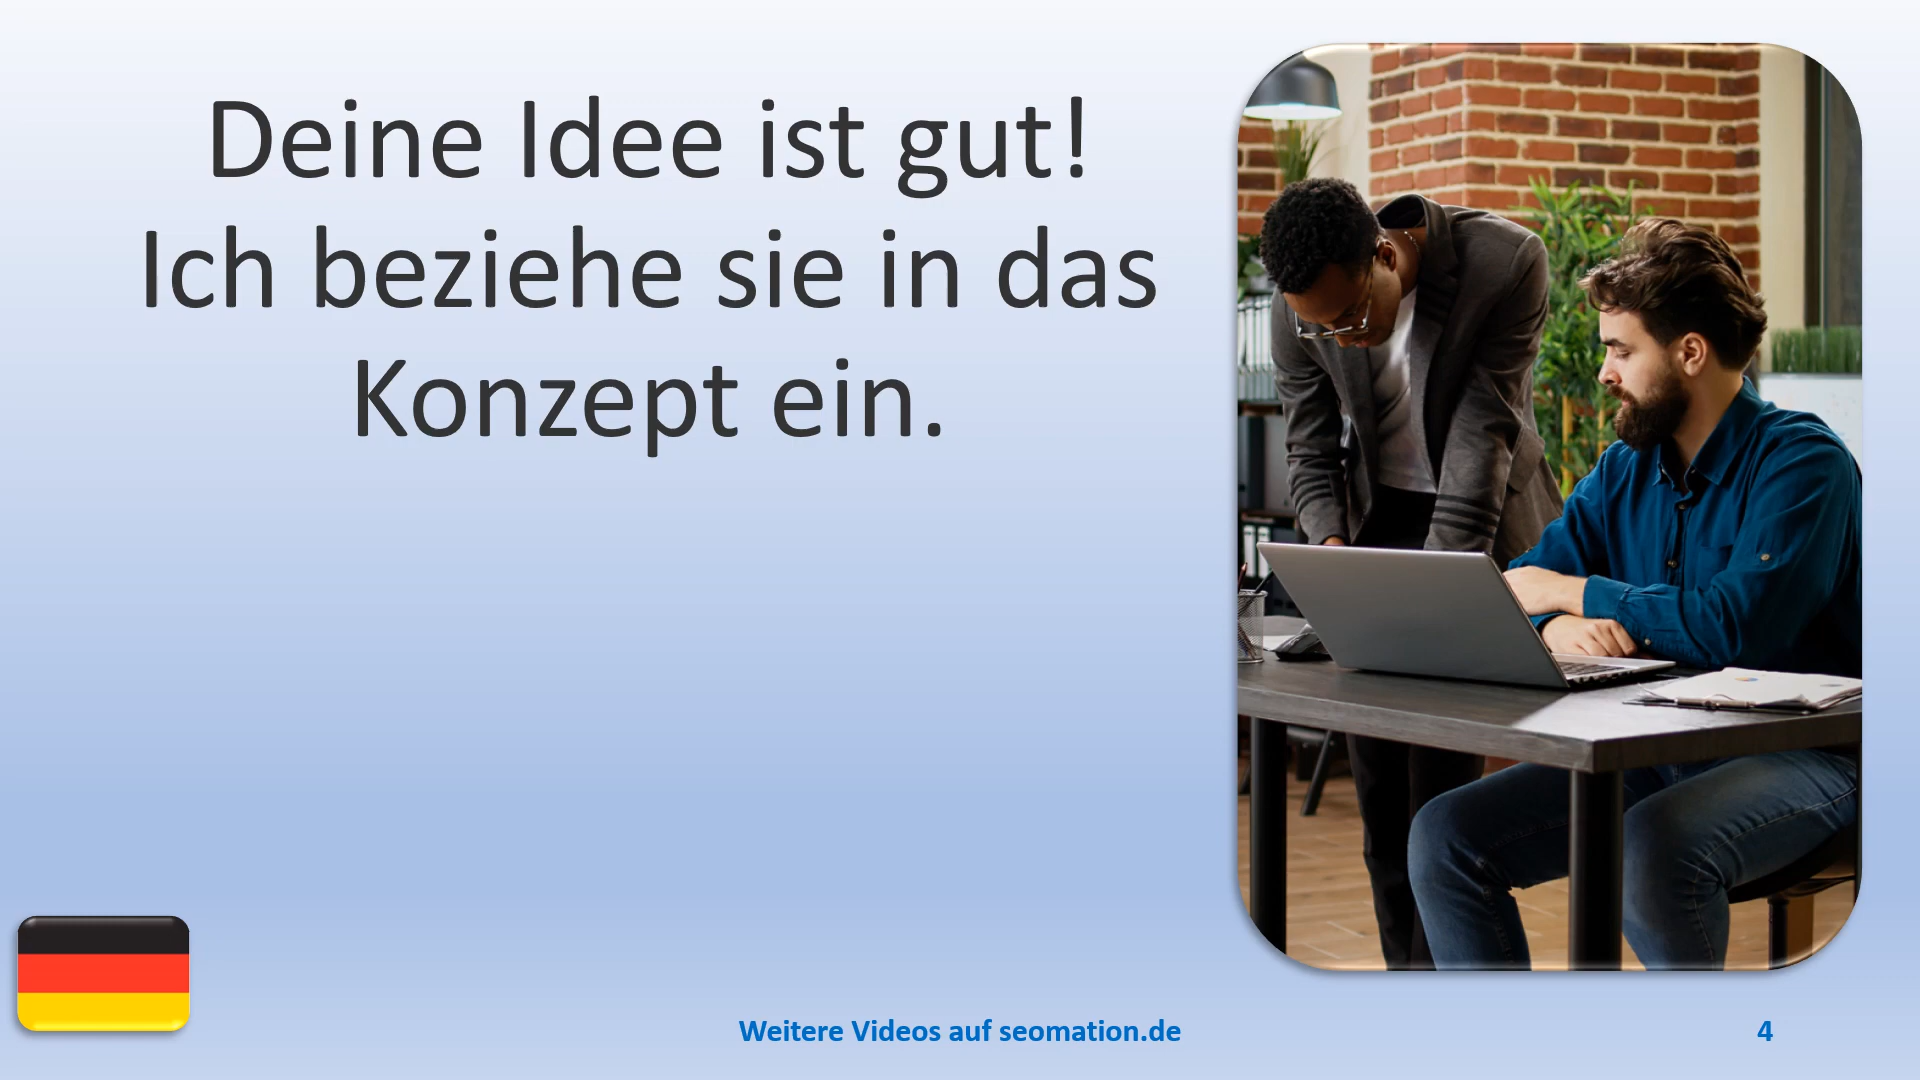 Deine Idee ist gut!
Ich beziehe sie in das
Konzept ein.
Weitere Videos auf seomation.de
4